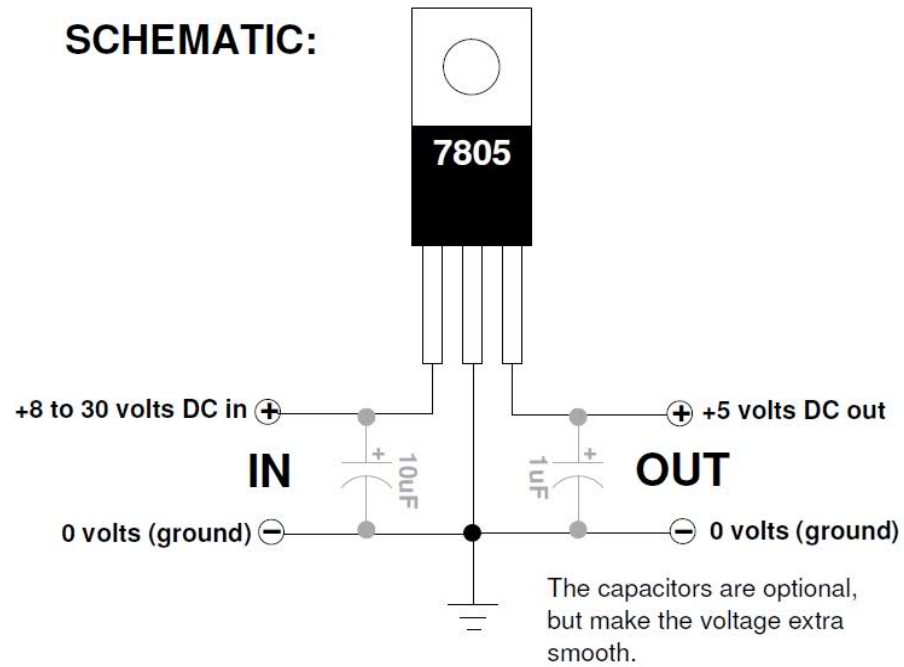 SCHEMATIC:
7805
+8 to 30 volts DC in +
+ +5 volts DC out
IN
+
10uF
1uF
+
OUT
0 volts (ground) −
− 0 volts (ground)
The capacitors are optional,
but make the voltage extra
smooth.